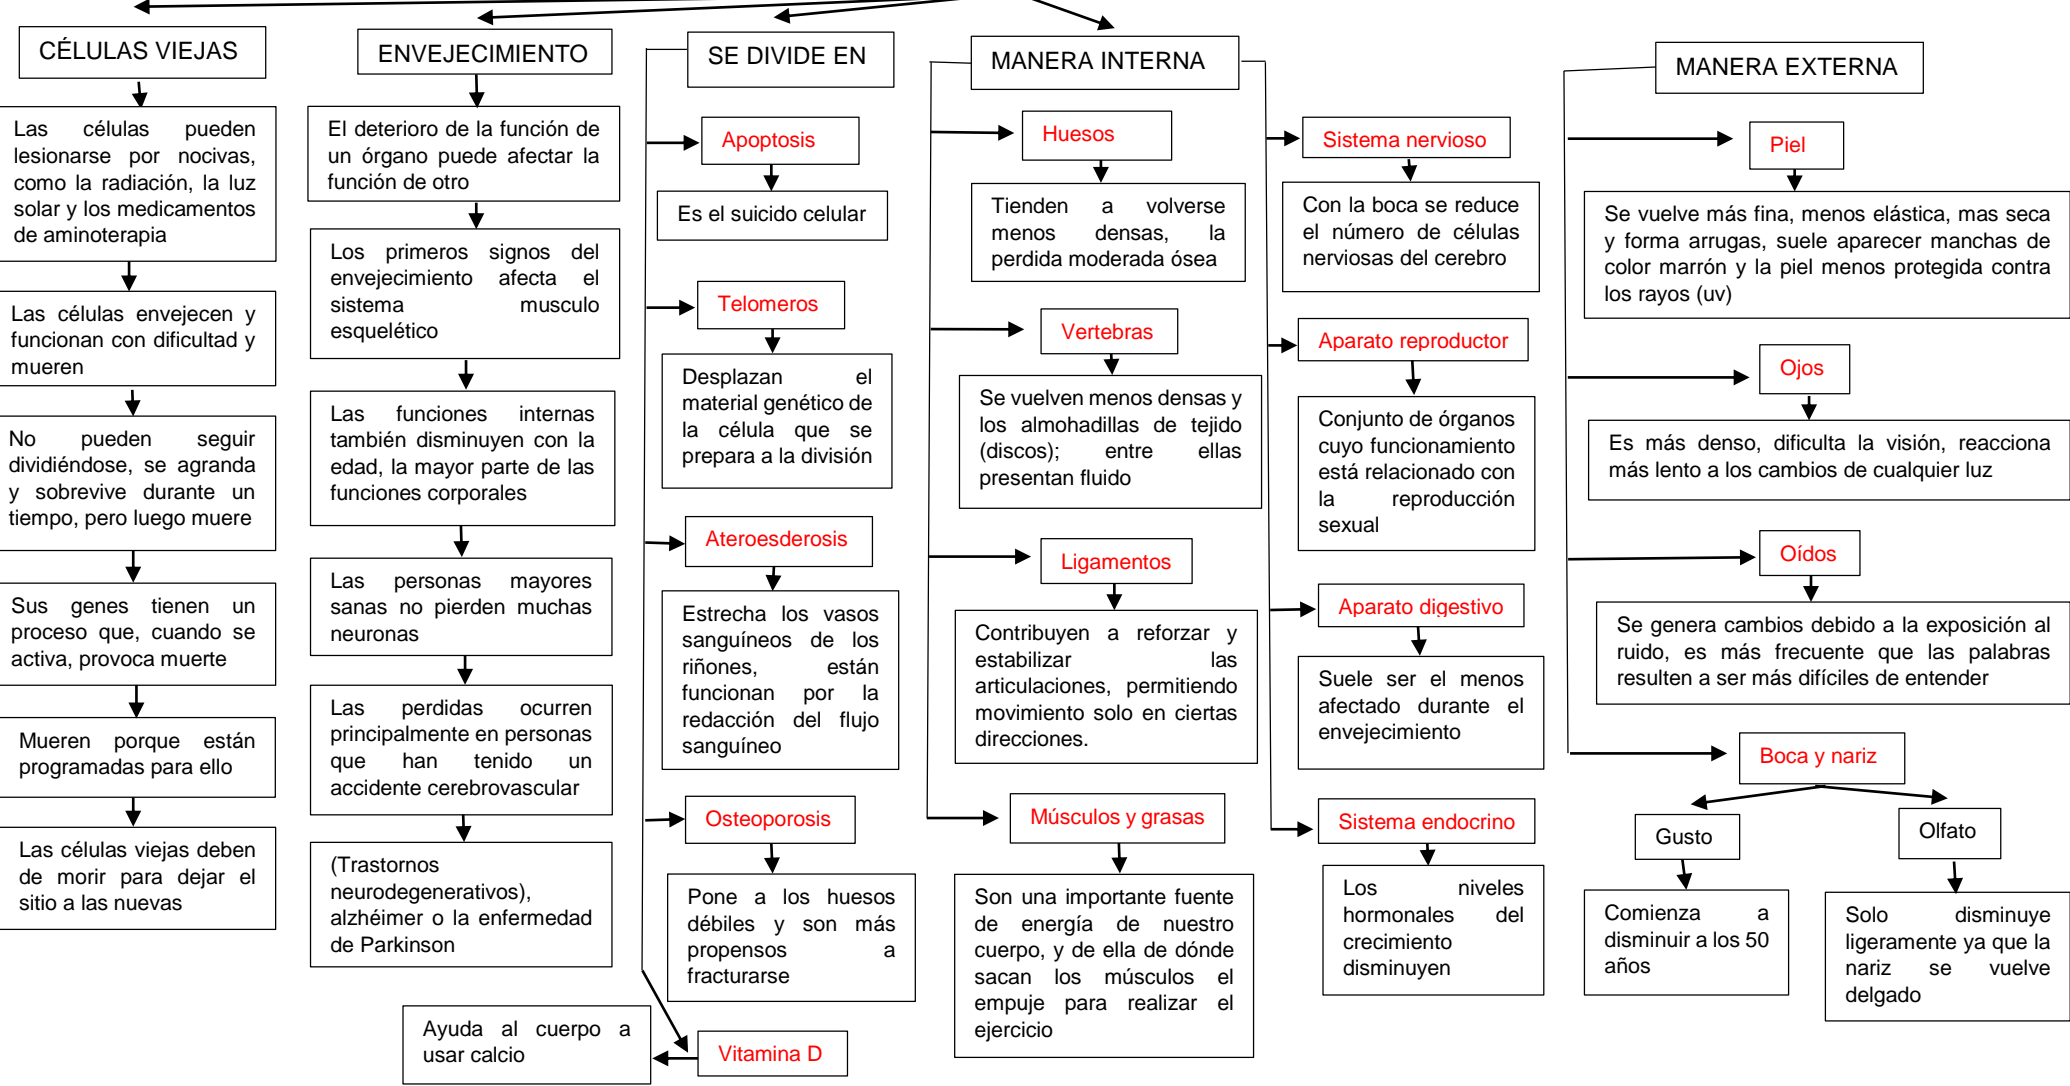 CÉLULAS VIEJAS
Las células pueden
lesionarse por nocivas,
como la radiación, la luz
solar y los medicamentos
de aminoterapia
Las células envejecen y
funcionan con dificultad y
mueren
No pueden seguir
dividiéndose, se agranda
y sobrevive durante un
tiempo, pero luego muere
Sus genes tienen un
proceso que, cuando se
activa, provoca muerte
Mueren porque están
programadas para ello
Las células viejas deben
de morir para dejar el
sitio a las nuevas
ENVEJECIMIENTO
El deterioro de la función de
un órgano puede afectar la
función de otro
Los primeros signos del
envejecimiento afecta el
sistema musculo
esquelético
Las funciones internas
también disminuyen con la
edad, la mayor parte de las
funciones corporales
Las personas mayores
sanas no pierden muchas
neuronas
Las perdidas ocurren
principalmente en personas
que han tenido un
accidente cerebrovascular
(Trastornos
neurodegenerativos),
alzhéimer o la enfermedad
de Parkinson
SE DIVIDE EN
Apoptosis
Es el suicido celular
Telomeros
Desplazan el
material genético de
la célula que se
prepara a la división
Ateroesderosis
Estrecha los vasos
sanguíneos de los
riñones, están
funcionan por la
redacción del flujo
sanguíneo
Osteoporosis
Pone a los huesos
débiles y son más
propensos a
fracturarse
Vitamina D
Ayuda al cuerpo a
usar calcio
MANERA INTERNA
Huesos
Tienden a volverse
menos densas, la
perdida moderada ósea
Vertebras
Se vuelven menos densas y
los almohadillas de tejido
(discos); entre ellas
presentan fluido
Ligamentos
Contribuyen a reforzar y
estabilizar las
articulaciones, permitiendo
movimiento solo en ciertas
direcciones.
Músculos y grasas
Son una importante fuente
de energía de nuestro
cuerpo, y de ella de dónde
sacan los músculos el
empuje para realizar el
ejercicio
Sistema nervioso
Con la boca se reduce
el número de células
nerviosas del cerebro
Aparato reproductor
Conjunto de órganos
cuyo funcionamiento
está relacionado con
la reproducción
sexual
Aparato digestivo
Suele ser el menos
afectado durante el
envejecimiento
Sistema endocrino
Los niveles
hormonales del
crecimiento
disminuyen
MANERA EXTERNA
Piel
Se vuelve más fina, menos elástica, mas seca
y forma arrugas, suele aparecer manchas de
color marrón y la piel menos protegida contra
los rayos (uv)
Ojos
Es más denso, dificulta la visión, reacciona
más lento a los cambios de cualquier luz
Oídos
Se genera cambios debido a la exposición al
ruido, es más frecuente que las palabras
resulten a ser más difíciles de entender
Boca y nariz
Gusto
Comienza a
disminuir a los 50
años
Olfato
Solo disminuye
ligeramente ya que la
nariz se vuelve
delgado